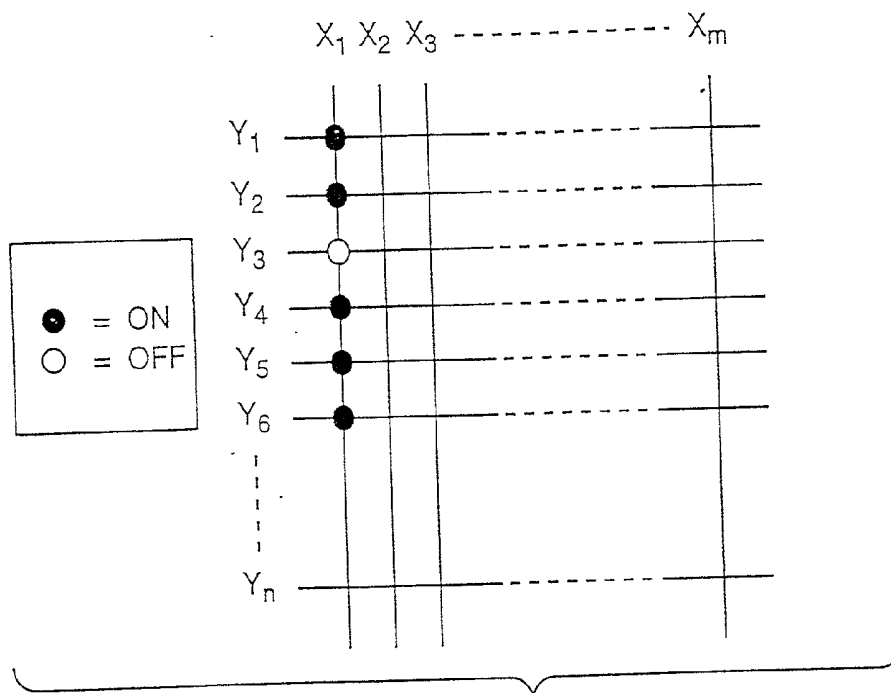 X₁ X₂ X₃ Xₘ
Y₁
Y₂
Y₃
Y₄
Y₅
Y₆
Yₙ
= ON
= OFF